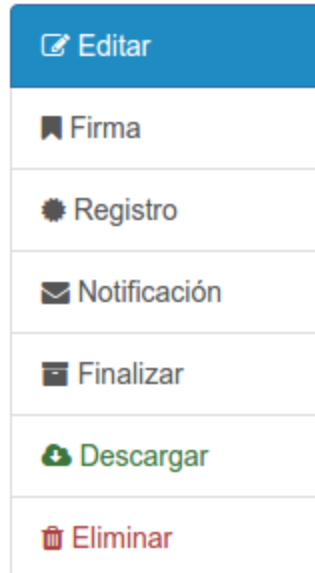 Editar
Firma
Registro
Notificación
Finalizar
Descargar
Eliminar